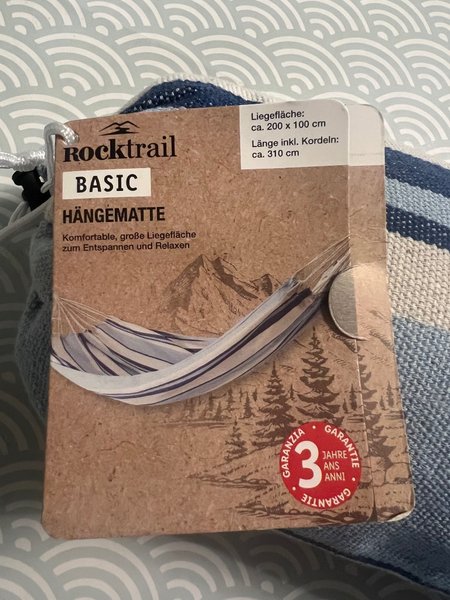 Liegefläche:
ca. 200 x 100 cm
Länge inkl. Kordeln:
ca. 310 cm
Rocktrail
BASIC
HÄNGEMATTE
Komfortable, große Liegefläche
zum Entspannen und Relaxen
GARANZIA • GARANTIE • GARANTIE •
3 JAHRE
ANS
ANNI